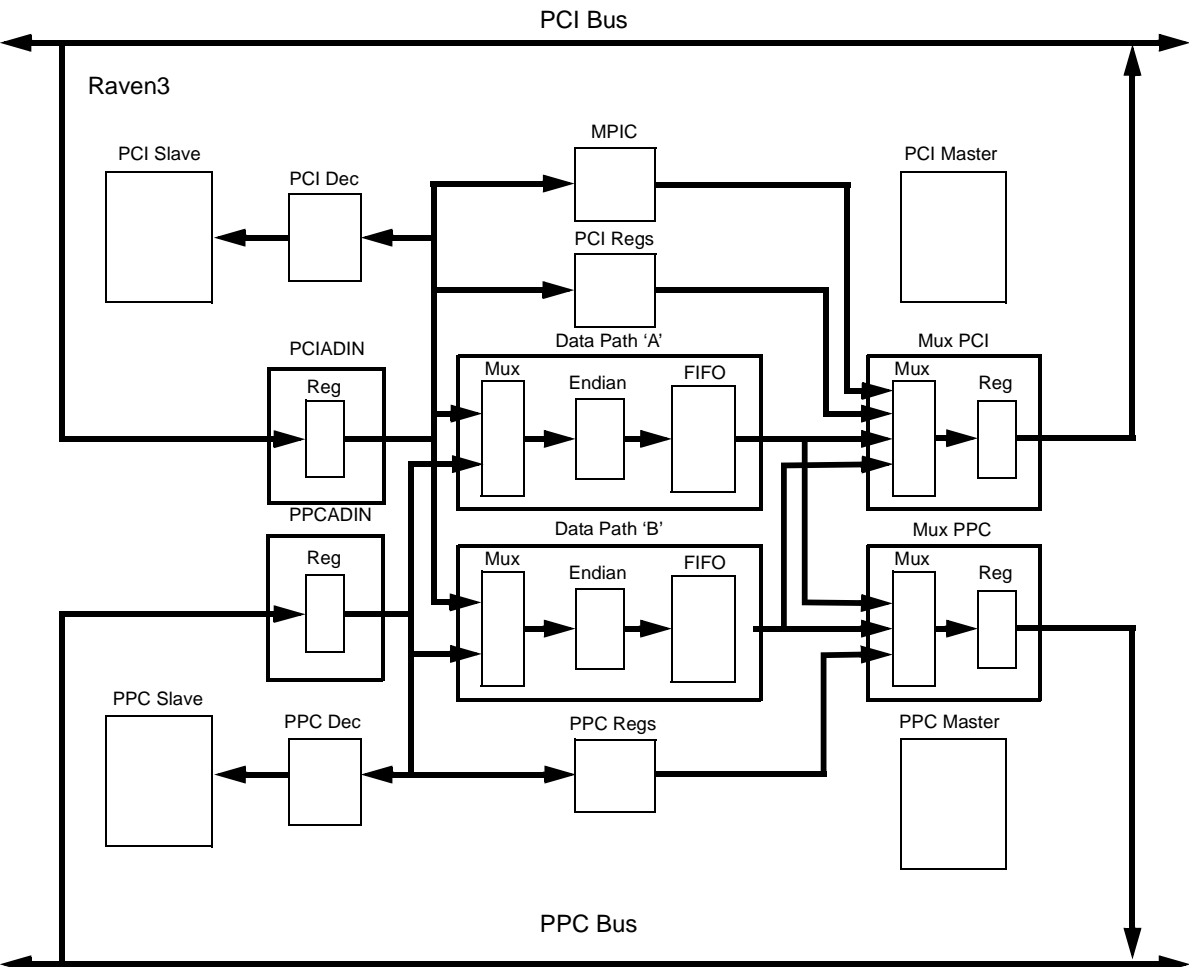 PCI Bus
Raven3
MPIC
PCI Slave
PCI Master
PCI Dec
PCI Regs
PCIADIN
Data Path ‘A’
Mux PCI
Reg
Mux
Endian
FIFO
Mux
Reg
PPCADIN
Data Path ‘B’
Mux PPC
Reg
Mux
Endian
FIFO
Mux
Reg
PPC Slave
PPC Dec
PPC Regs
PPC Master
PPC Bus